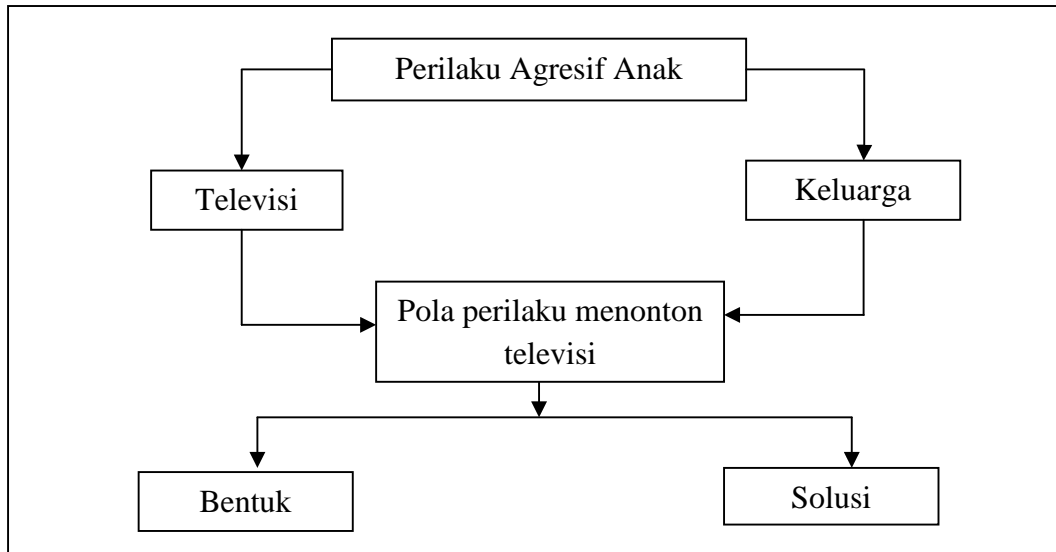 Perilaku Agresif Anak
Televisi
Keluarga
Pola perilaku menonton
televisi
Bentuk
Solusi